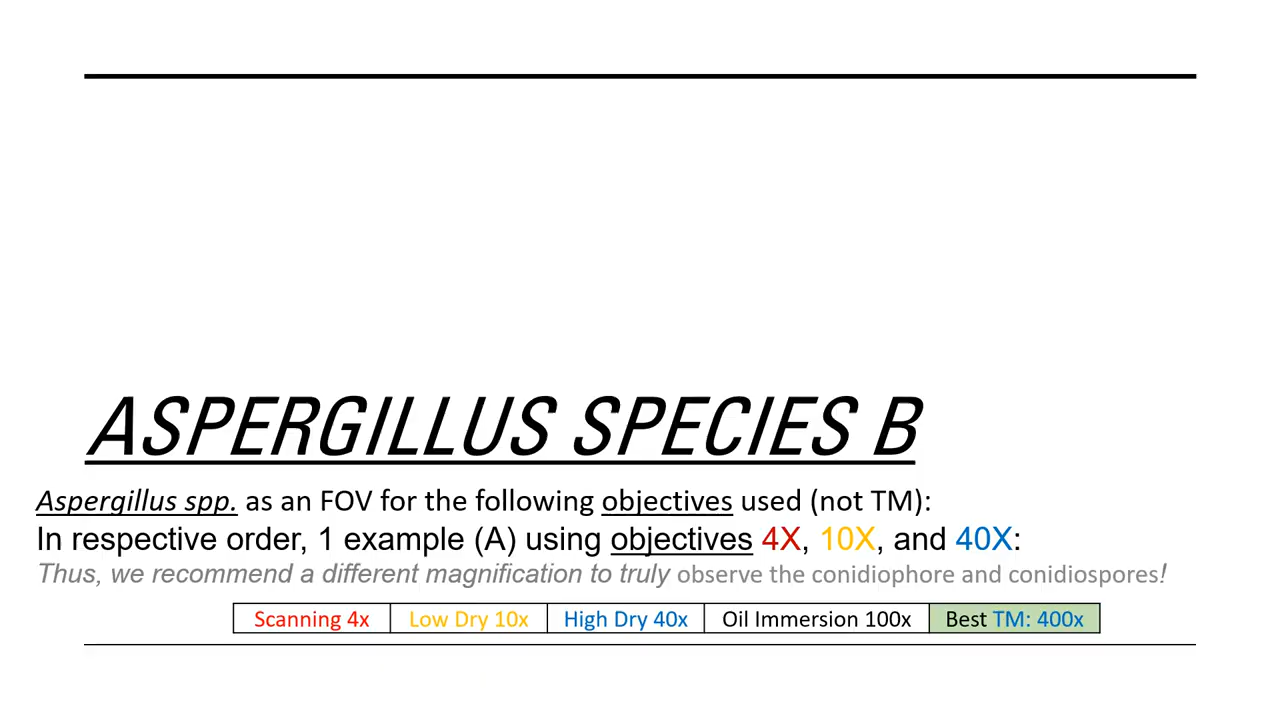 ASPERGILLUS SPECIES B
Aspergillus spp. as an FOV for the following objectives used (not TM):
In respective order, 1 example (A) using objectives 4X, 10X, and 40X:
Thus, we recommend a different magnification to truly observe the conidiophore and conidiospores!
Scanning 4x Low Dry 10x High Dry 40x Oil Immersion 100x Best TM: 400x